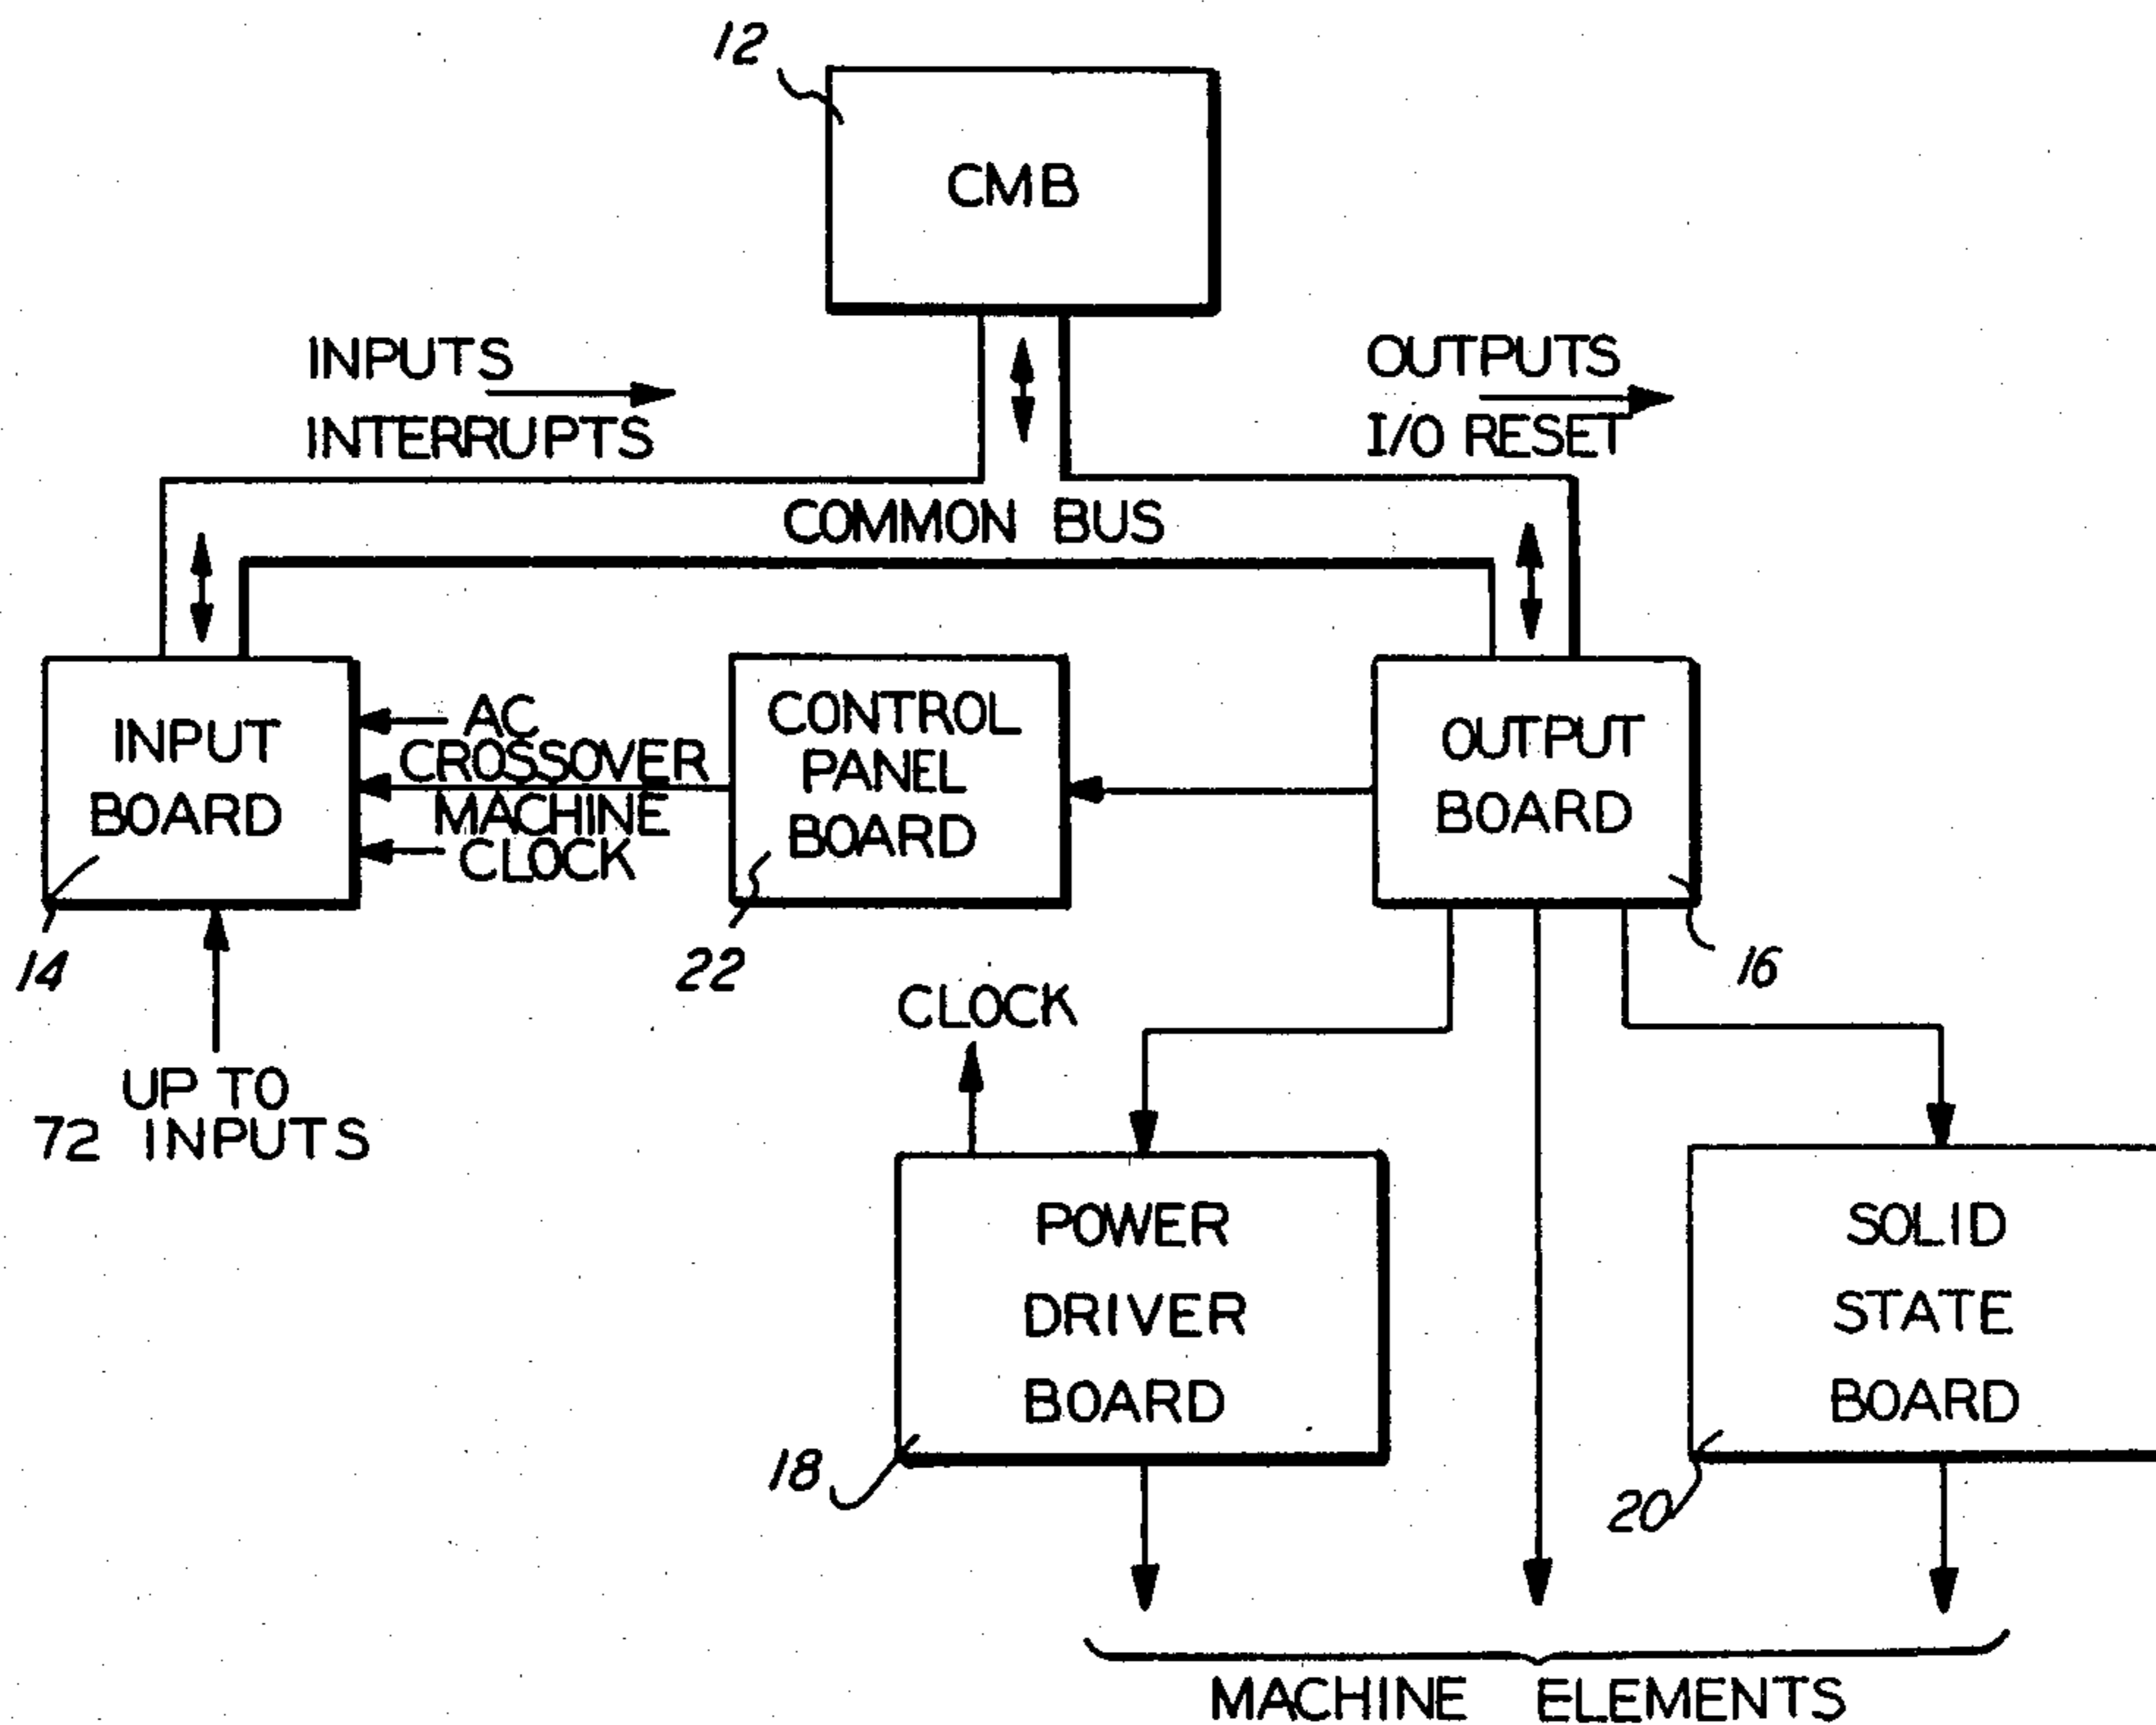 12
CMB
INPUTS
INTERRUPTS
OUTPUTS
I/O RESET
COMMON BUS
INPUT
BOARD
AC
CROSSOVER
MACHINE
CLOCK
CONTROL
PANEL
BOARD
OUTPUT
BOARD
14
22
16
CLOCK
UP TO
72 INPUTS
POWER
DRIVER
BOARD
SOLID
STATE
BOARD
18
20
MACHINE ELEMENTS